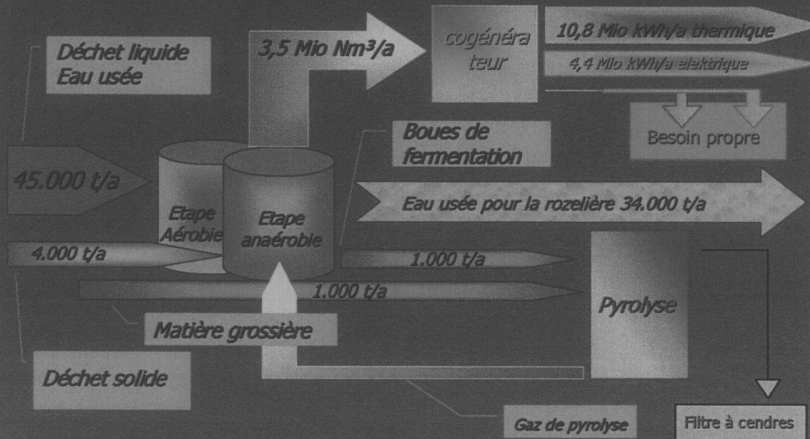 Déchet liquide
Eau usée
3,5 Mio Nm³/a
cogénéra
teur
10,8 Mio kWh/a thermique
4,4 Mio kWh/a elektrique
Besoin propre
Boues de
fermentation
45.000 t/a
Etape
Aérobie
Etape
anaérobie
Eau usée pour la rozelière 34.000 t/a
4.000 t/a
1.000 t/a
1.000 t/a
Pyrolyse
Matière grossière
Déchet solide
Gaz de pyrolyse
Filtre à cendres